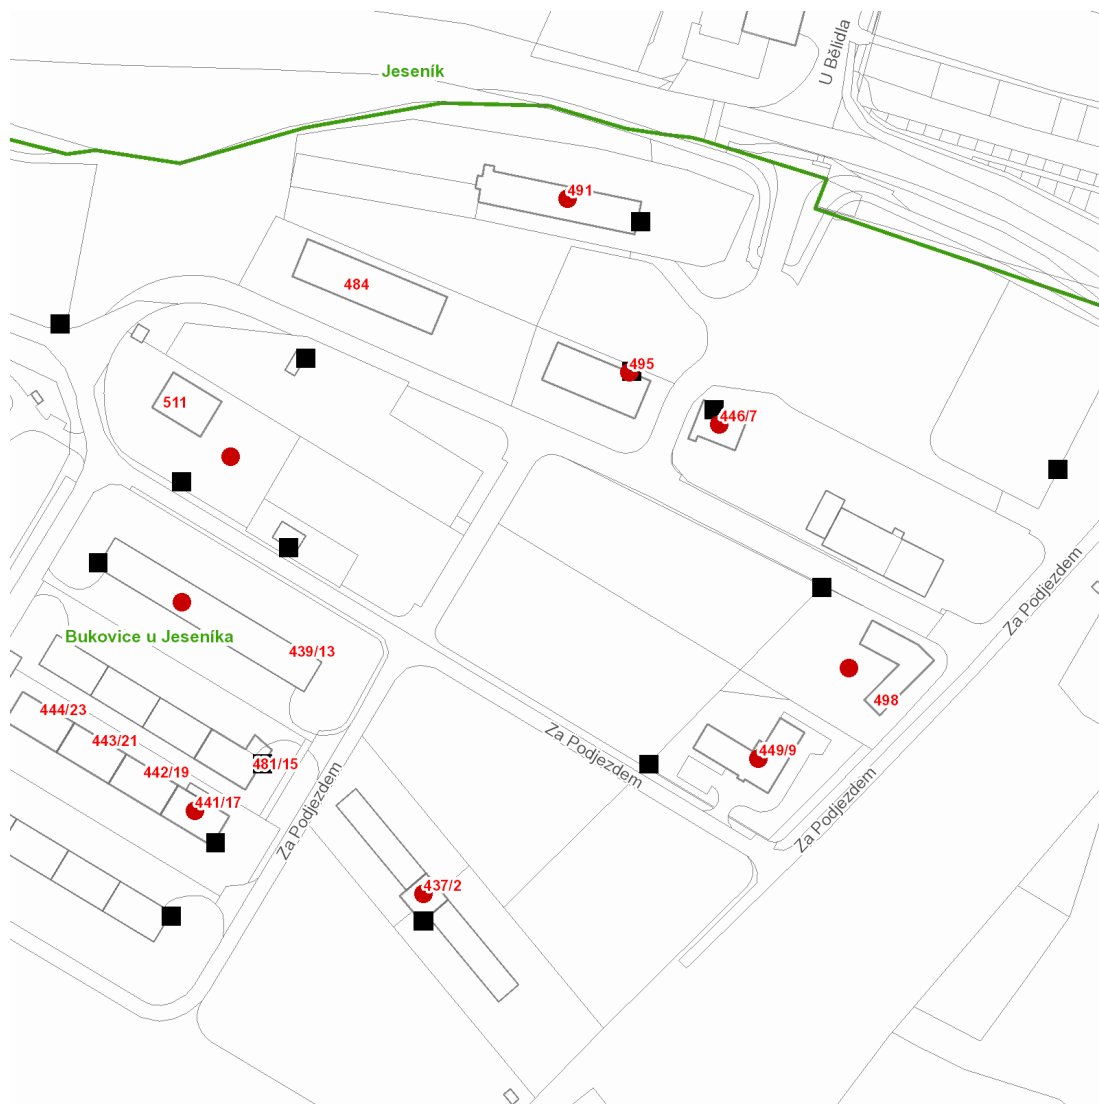 U Bělidla
Jeseník
491
484
495
511
446/7
Za Podjezdem
Bukovice u Jeseníka
439/13
498
444/23
443/21
442/19
481/15
441/17
Za Podjezdem
449/9
Za Podjezdem
Za Podjezdem
437/2